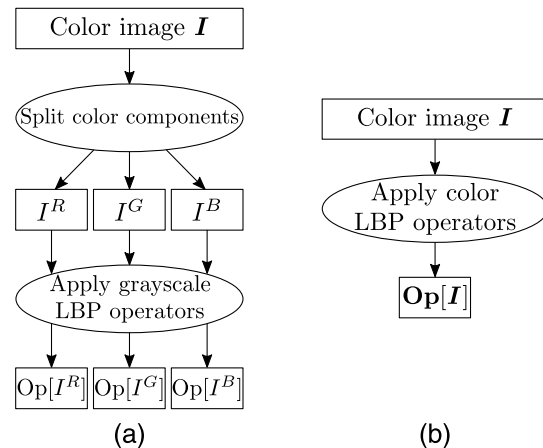 Color image I
Split color components
I^R I^G I^B
Apply grayscale
LBP operators
Op[I^R] Op[I^G] Op[I^B]
(a)
Color image I
Apply color
LBP operators
Op[I]
(b)